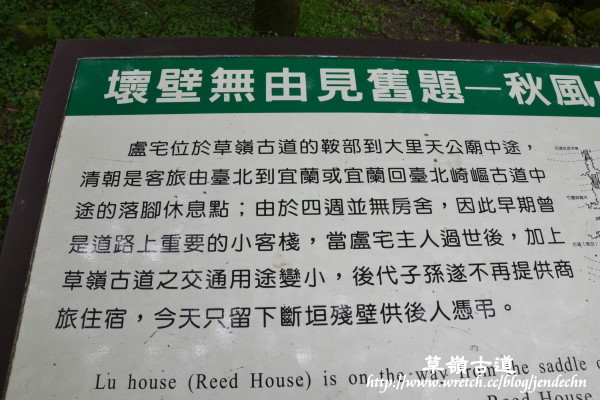 壞壁無由見舊題—秋風
盧宅位於草嶺古道的鞍部到大里天公廟中途，
清朝是客旅由臺北到宜蘭或宜蘭回臺北崎嶇古道中
途的落腳休息點；由於四週並無房舍，因此早期曾
是道路上重要的小客棧，當盧宅主人過世後，加上
草嶺古道之交通用途變小，後代子孫遂不再提供商
旅住宿，今天只留下斷垣殘壁供後人憑弔。
Lu house (Reed House) is on the way from the saddle
Reed House
草嶺古道
http://www.wretch.cc/blog/jendechn